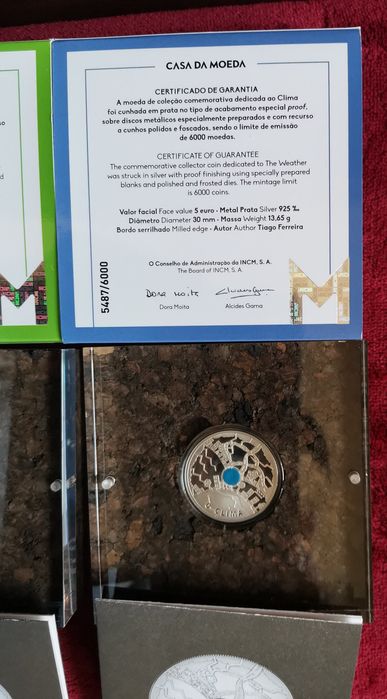 CASA DA MOEDA
CERTIFICADO DE GARANTIA
A moeda de coleção comemorativa dedicada ao Clima
foi cunhada em prata no tipo de acabamento especial proof,
sobre discos metálicos especialmente preparados e com recurso
a cunhos polidos e foscados, sendo o limite de emissão
de 6000 moedas.
CERTIFICATE OF GUARANTEE
The commemorative collector coin dedicated to The Weather
was struck in silver with proof finishing using specially prepared
blanks and polished and frosted dies. The mintage limit
is 6000 coins.
Valor facial Face value 5 euro · Metal Prata Silver 925 ‰
Diâmetro Diameter 30 mm · Massa Weight 13,65 g
Bordo serrilhado Milled edge · Autor Author Tiago Ferreira
O Conselho de Administração da INCM, S. A.
The Board of INCM, S. A.
Dora Moita
Dora Moita
Alcides Gama
5487/6000
O CLIMA